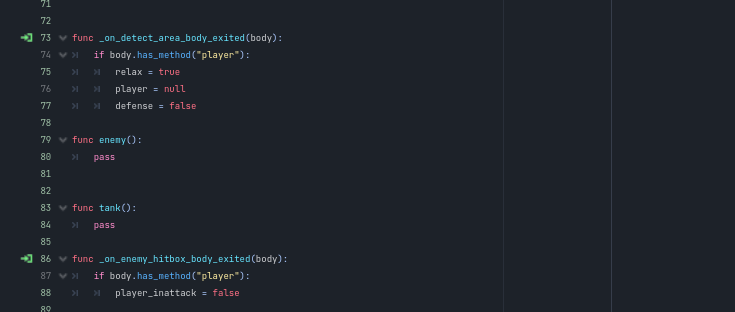 71
72
73 func _on_detect_area_body_exited(body):
74 if body.has_method("player"):
75 relax = true
76 player = null
77 defense = false
78
79 func enemy():
80 pass
81
82
83 func tank():
84 pass
85
86 func _on_enemy_hitbox_body_exited(body):
87 if body.has_method("player"):
88 player_inattack = false
89